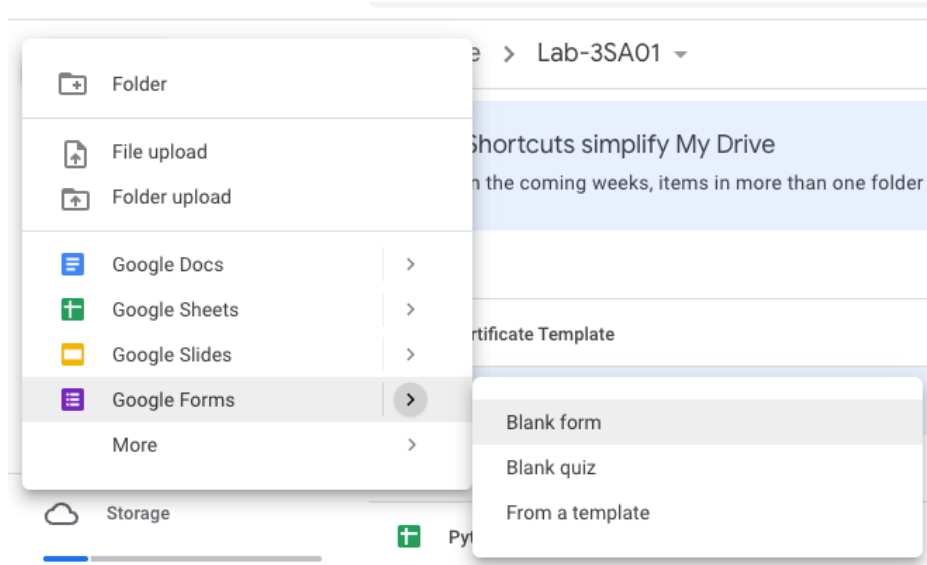 Lab-3SA01
Folder
File upload
Folder upload
Google Docs
Google Sheets
Google Slides
Google Forms
More
Storage
Shortcuts simplify My Drive
n the coming weeks, items in more than one folder
rtificate Template
Blank form
Blank quiz
From a template